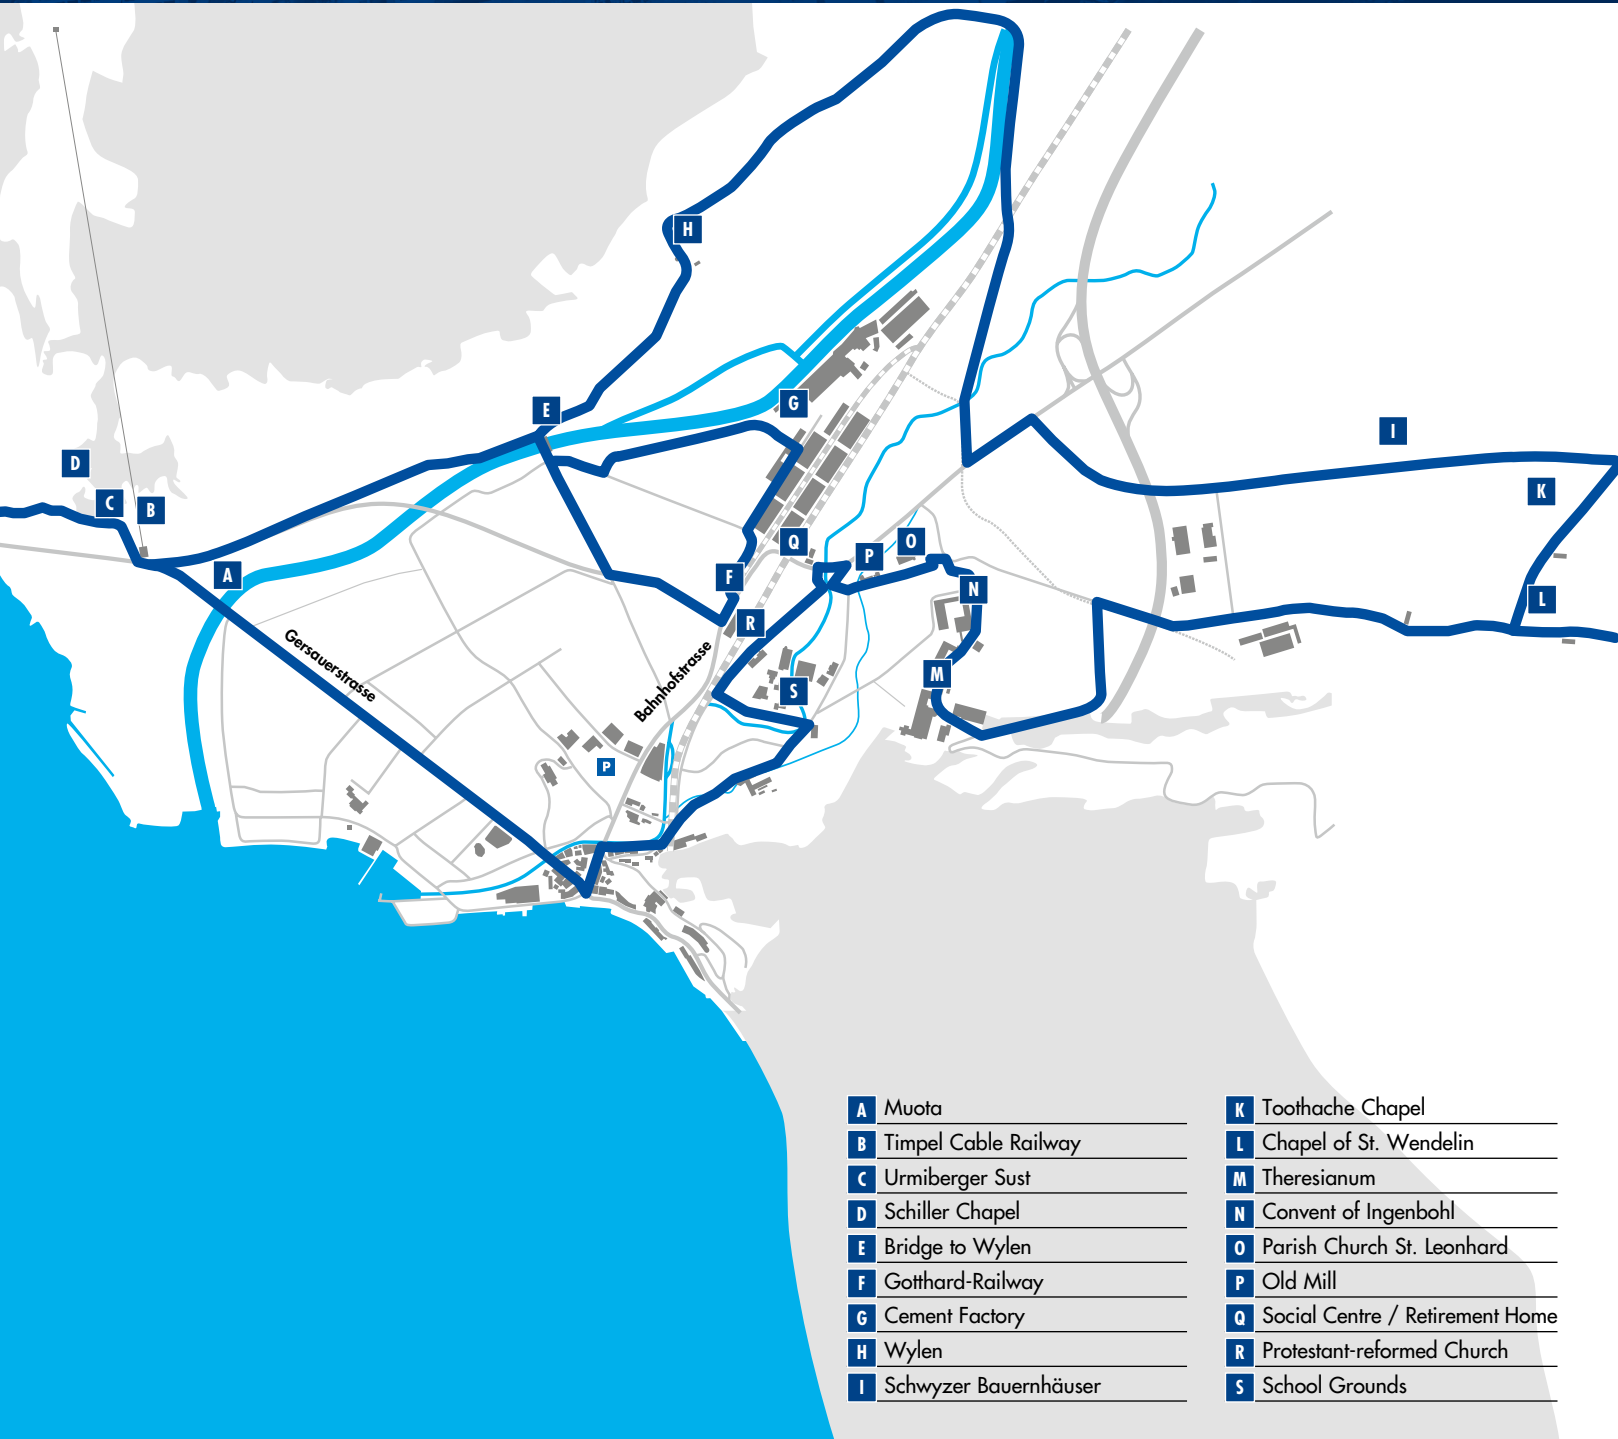 H
E
G
I
D
K
C
B
Q
O
P
A
F
N
L
R
Gersauerstrasse
Bahnhofstrasse
M
S
P
A Muota
B Timpel Cable Railway
C Urmiberger Sust
D Schiller Chapel
E Bridge to Wylen
F Gotthard-Railway
G Cement Factory
H Wylen
I Schwyzer Bauernhäuser
K Toothache Chapel
L Chapel of St. Wendelin
M Theresianum
N Convent of Ingenbohl
O Parish Church St. Leonhard
P Old Mill
Q Social Centre / Retirement Home
R Protestant-reformed Church
S School Grounds